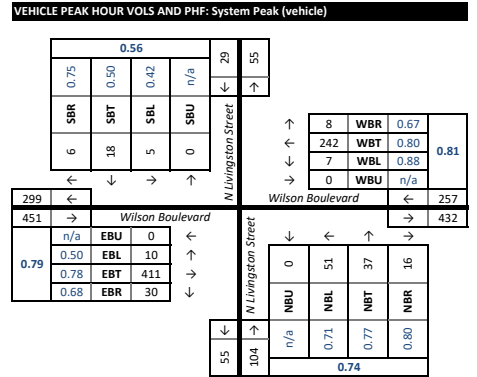 VEHICLE PEAK HOUR VOLS AND PHF: System Peak (vehicle)
0.56
0.75 0.50 0.42 n/a
SBR SBT SBL SBU
6 18 5 0
← ↓ → ↑
29 55
↓ ↑
N Livingston Street
↑ 8 WBR 0.67
← 242 WBT 0.80
↓ 7 WBL 0.88
→ 0 WBU n/a
0.81
299 ←
Wilson Boulevard
← 257
451 →
Wilson Boulevard
→ 432
0.79
n/a EBU 0 ←
0.50 EBL 10 ↑
0.78 EBT 411 →
0.68 EBR 30 ↓
N Livingston Street
↓ ← ↑ →
0 51 37 16
NBU NBL NBT NBR
n/a 0.71 0.77 0.80
0.74
↓ ↑
55 104